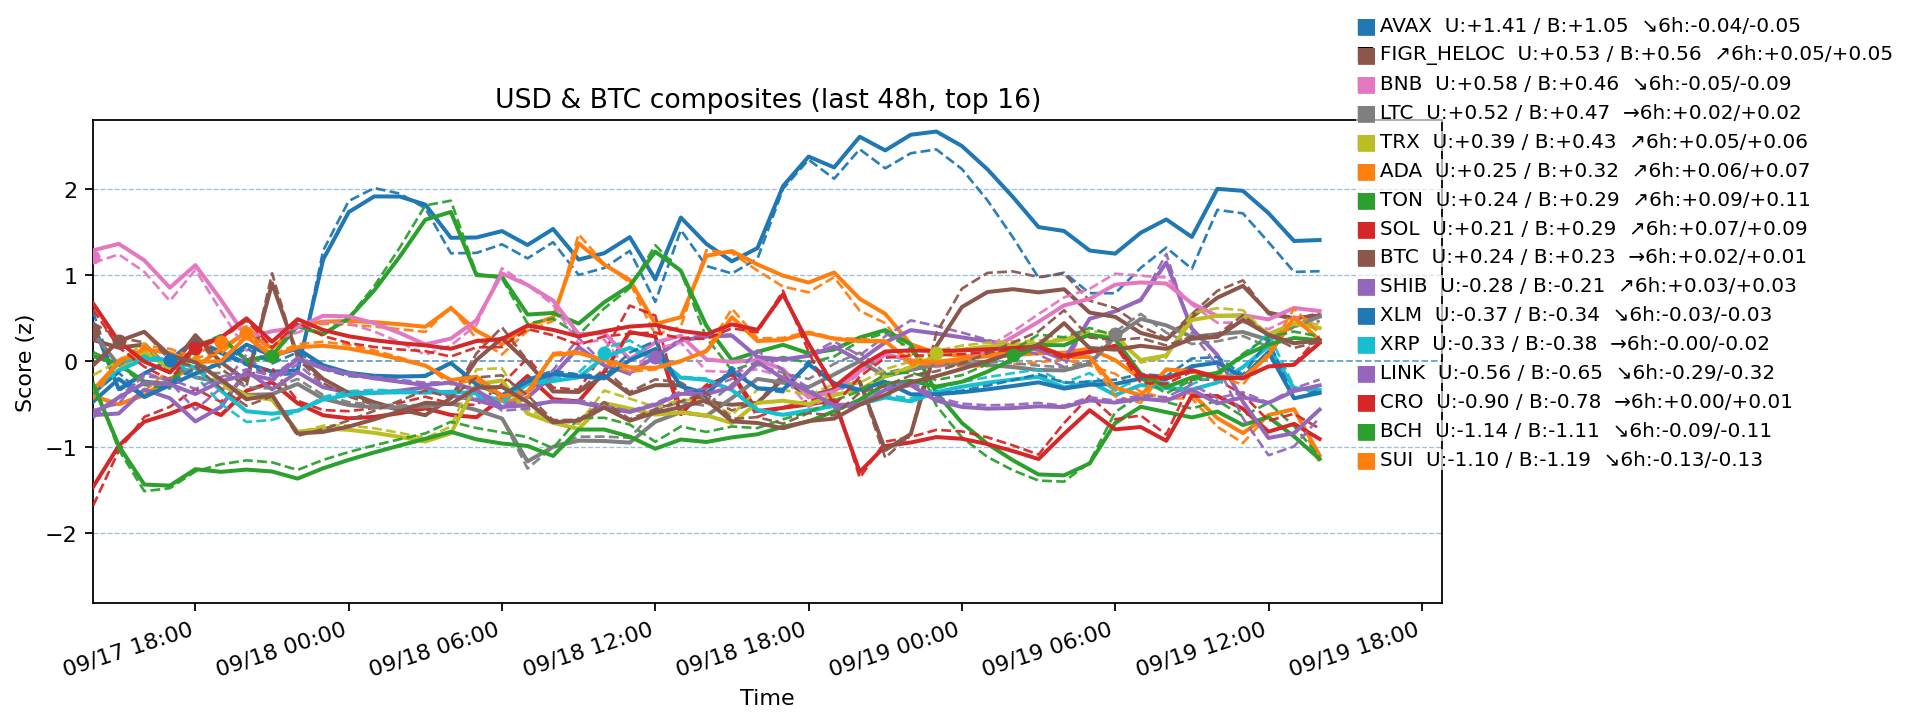 AVAX U:+1.41 / B:+1.05 ↘6h:-0.04/-0.05
FIGR_HELOC U:+0.53 / B:+0.56 ↗6h:+0.05/+0.05
BNB U:+0.58 / B:+0.46 ↘6h:-0.05/-0.09
USD & BTC composites (last 48h, top 16)
LTC U:+0.52 / B:+0.47 →6h:+0.02/+0.02
TRX U:+0.39 / B:+0.43 ↗6h:+0.05/+0.06
ADA U:+0.25 / B:+0.32 ↗6h:+0.06/+0.07
TON U:+0.24 / B:+0.29 ↗6h:+0.09/+0.11
SOL U:+0.21 / B:+0.29 ↗6h:+0.07/+0.09
BTC U:+0.24 / B:+0.23 →6h:+0.02/+0.01
SHIB U:-0.28 / B:-0.21 ↗6h:+0.03/+0.03
XLM U:-0.37 / B:-0.34 ↘6h:-0.03/-0.03
XRP U:-0.33 / B:-0.38 →6h:-0.00/-0.02
LINK U:-0.56 / B:-0.65 ↘6h:-0.29/-0.32
CRO U:-0.90 / B:-0.78 →6h:+0.00/+0.01
BCH U:-1.14 / B:-1.11 ↘6h:-0.09/-0.11
SUI U:-1.10 / B:-1.19 ↘6h:-0.13/-0.13
Score (z)
2
1
0
−1
−2
09/17 18:00
09/18 00:00
09/18 06:00
09/18 12:00
09/18 18:00
09/19 00:00
09/19 06:00
09/19 12:00
09/19 18:00
Time